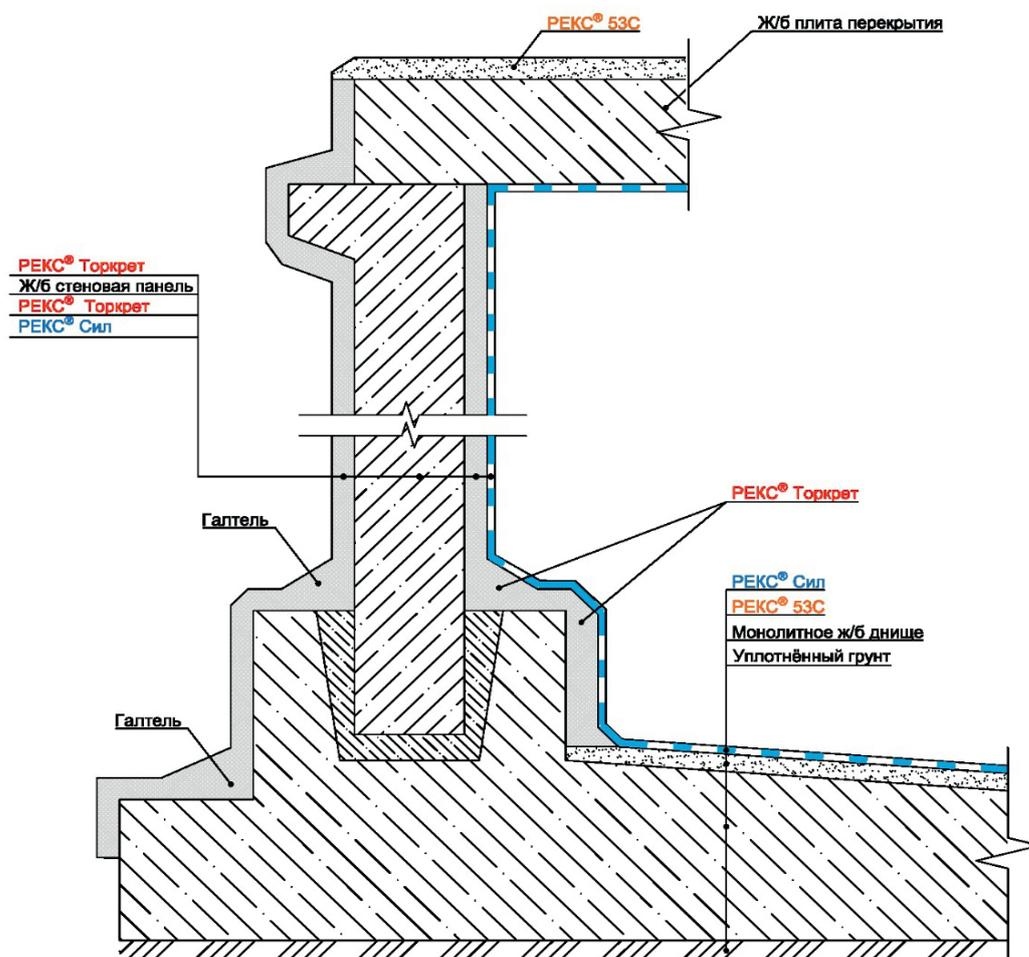 РЕКС® 53С
Ж/б плита перекрытия
РЕКС® Торкрет
Ж/б стеновая панель
РЕКС® Торкрет
РЕКС® Сил
РЕКС® Торкрет
Галтель
РЕКС® Сил
РЕКС® 53С
Монолитное ж/б днище
Уплотнённый грунт
Галтель